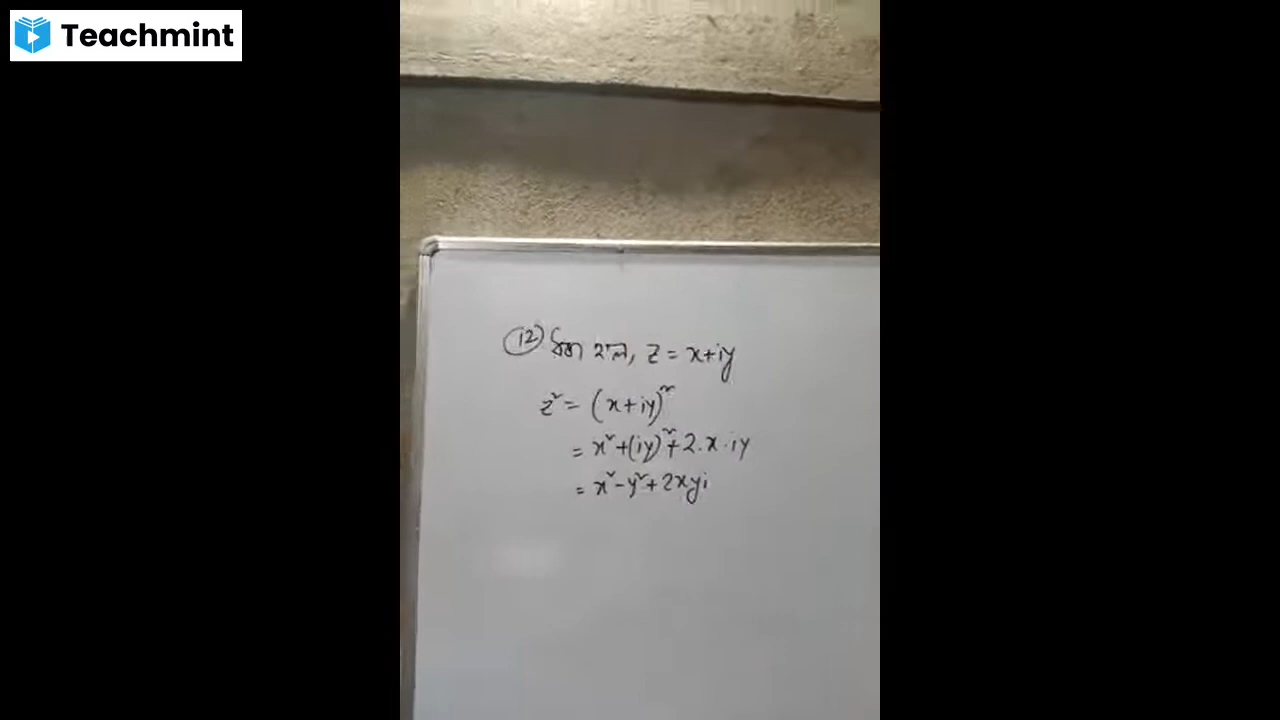 Teachmint
(12) ধরা হল, z = x+iy
z² = (x+iy)²
= x² + (iy)² + 2.x.iy
= x² - y² + 2xyi